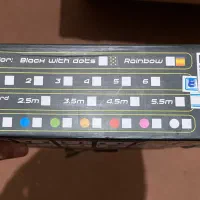 or: Black with dots Rainbow
2 3 4 5 6
rd 2.5m 3.5m 4.5m 5.5m